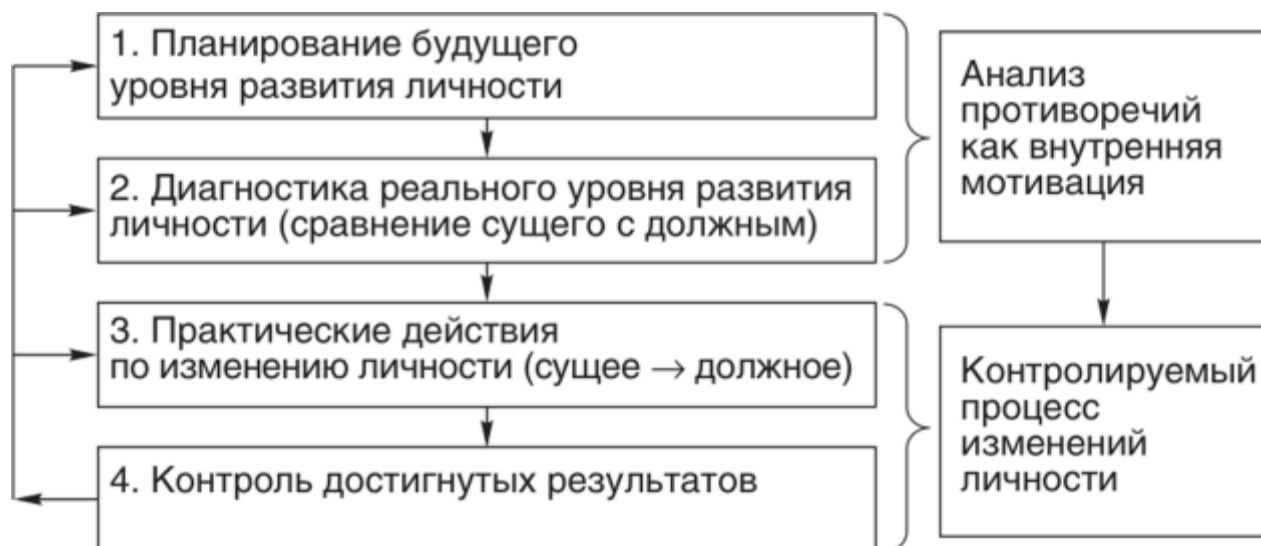 1. Планирование будущего
уровня развития личности
2. Диагностика реального уровня развития
личности (сравнение сущего с должным)
3. Практические действия
по изменению личности (сущее → должное)
4. Контроль достигнутых результатов
Анализ
противоречий
как внутренняя
мотивация
Контролируемый
процесс
изменений
личности